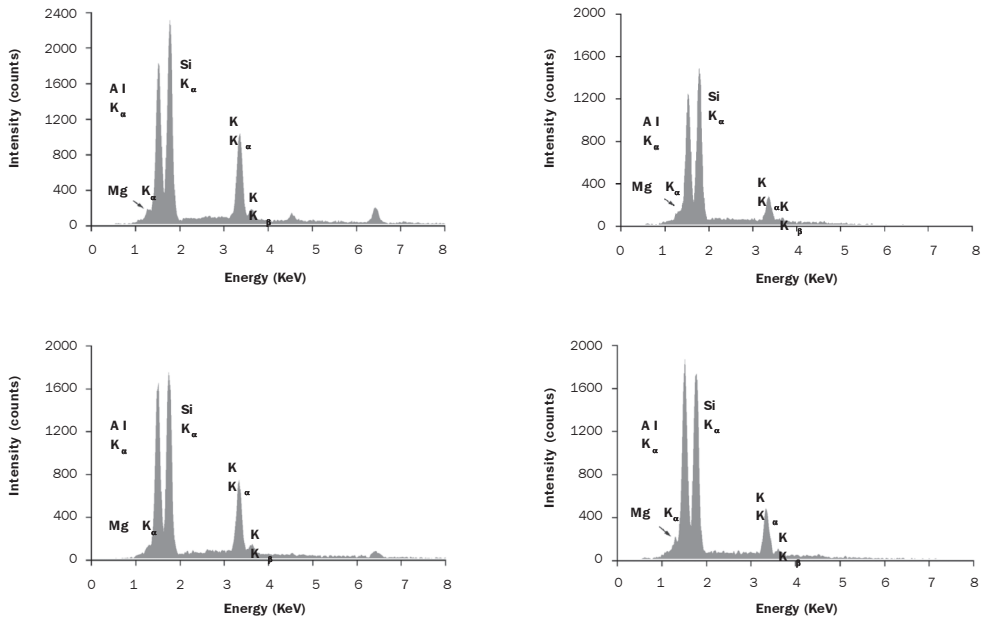 Intensity (counts)
2400
2000
1600
1200
800
400
0
Al
Kα
Si
Kα
K
Kα
Mg Kα
K
Kβ
0 1 2 3 4 5 6 7 8
Energy (KeV)
Intensity (counts)
2000
1600
1200
800
400
0
Al
Kα
Si
Kα
K
Kα
Mg Kα
K
Kβ
0 1 2 3 4 5 6 7 8
Energy (KeV)
Intensity (counts)
2000
1600
1200
800
400
0
Al
Kα
Si
Kα
K
Kα
Mg Kα
K
Kβ
0 1 2 3 4 5 6 7 8
Energy (KeV)
Intensity (counts)
2000
1600
1200
800
400
0
Al
Kα
Si
Kα
K
Kα
Mg Kα
K
Kβ
0 1 2 3 4 5 6 7 8
Energy (KeV)